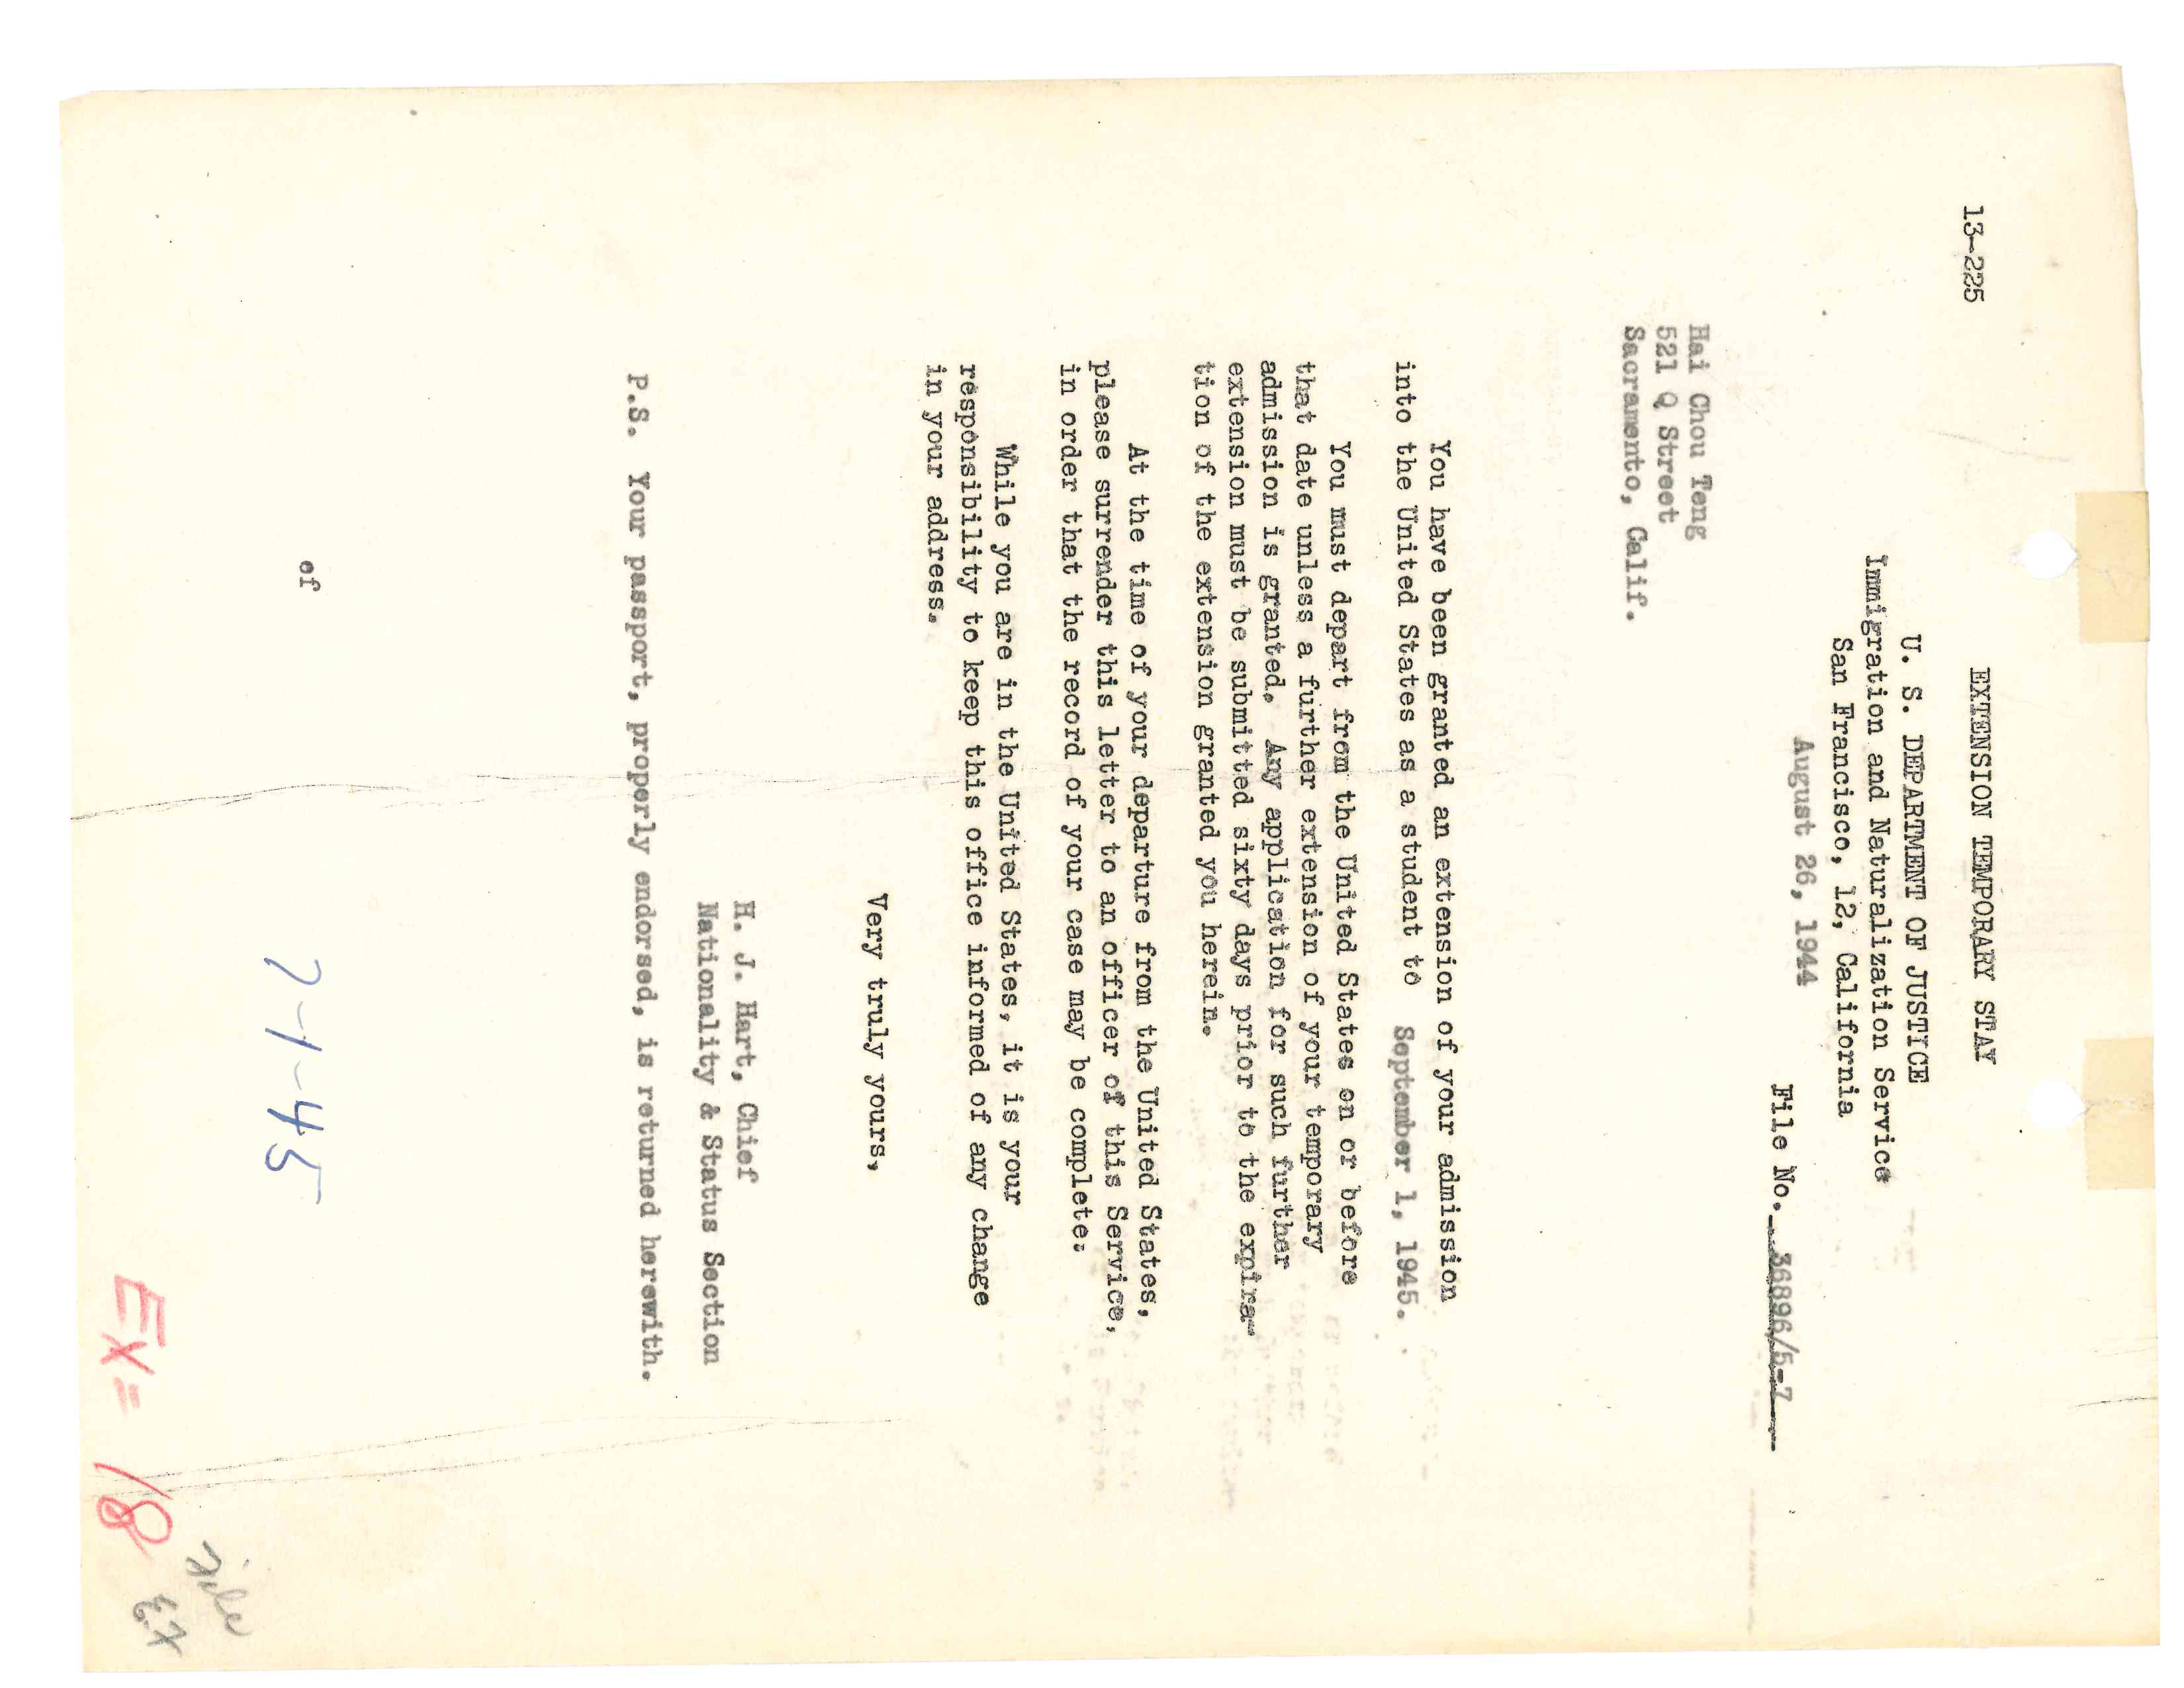 13-225
EXTENSION TEMPORARY STAY
U. S. DEPARTMENT OF JUSTICE
Immigration and Naturalization Service
San Francisco, 12, California
August 26, 1944
File No. 36896/5-7
Hai Chou Teng
521 Q Street
Sacramento, Calif.
You have been granted an extension of your admission
into the United States as a student to September 1, 1945.
You must depart from the United States on or before
that date unless a further extension of your temporary
admission is granted. Any application for such further
extension must be submitted sixty days prior to the expira-
tion of the extension granted you herein.
At the time of your departure from the United States,
please surrender this letter to an officer of this Service,
in order that the record of your case may be complete.
While you are in the United States, it is your
responsibility to keep this office informed of any change
in your address.
Very truly yours,
H. J. Hart, Chief
Nationality & Status Section
P.S. Your passport, properly endorsed, is returned herewith.
ef
7-1-45
File
EX
EX= 18